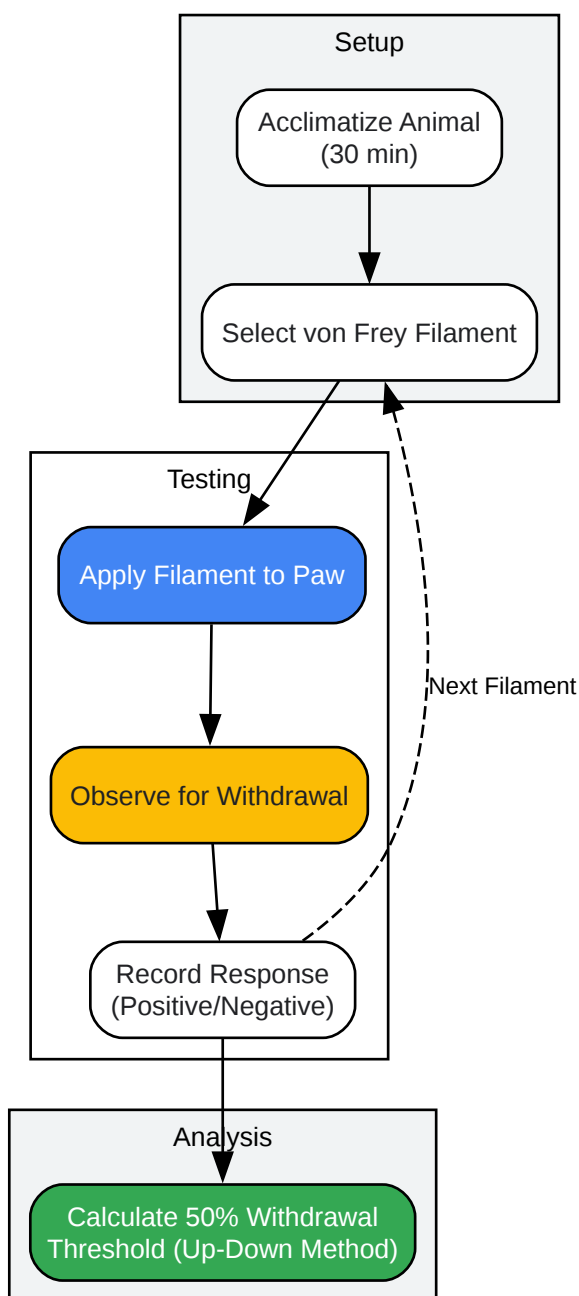 Setup
Acclimatize Animal
(30 min)
Select von Frey Filament
Testing
Apply Filament to Paw
Next Filament
Observe for Withdrawal
Record Response
(Positive/Negative)
Analysis
Calculate 50% Withdrawal
Threshold (Up-Down Method)